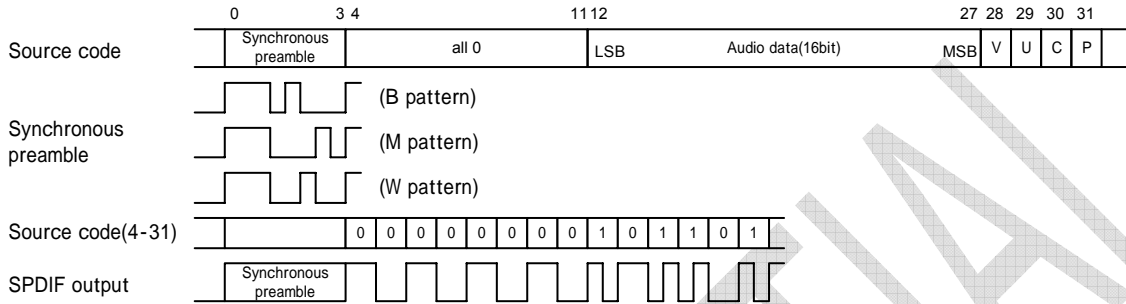 0 3 4 11 12 27 28 29 30 31
Source code Synchronous preamble all 0 LSB Audio data(16bit) MSB V U C P
(B pattern)
Synchronous preamble (M pattern)
(W pattern)
Source code(4-31) 0 0 0 0 0 0 0 0 1 0 1 1 0 1
SPDIF output Synchronous preamble